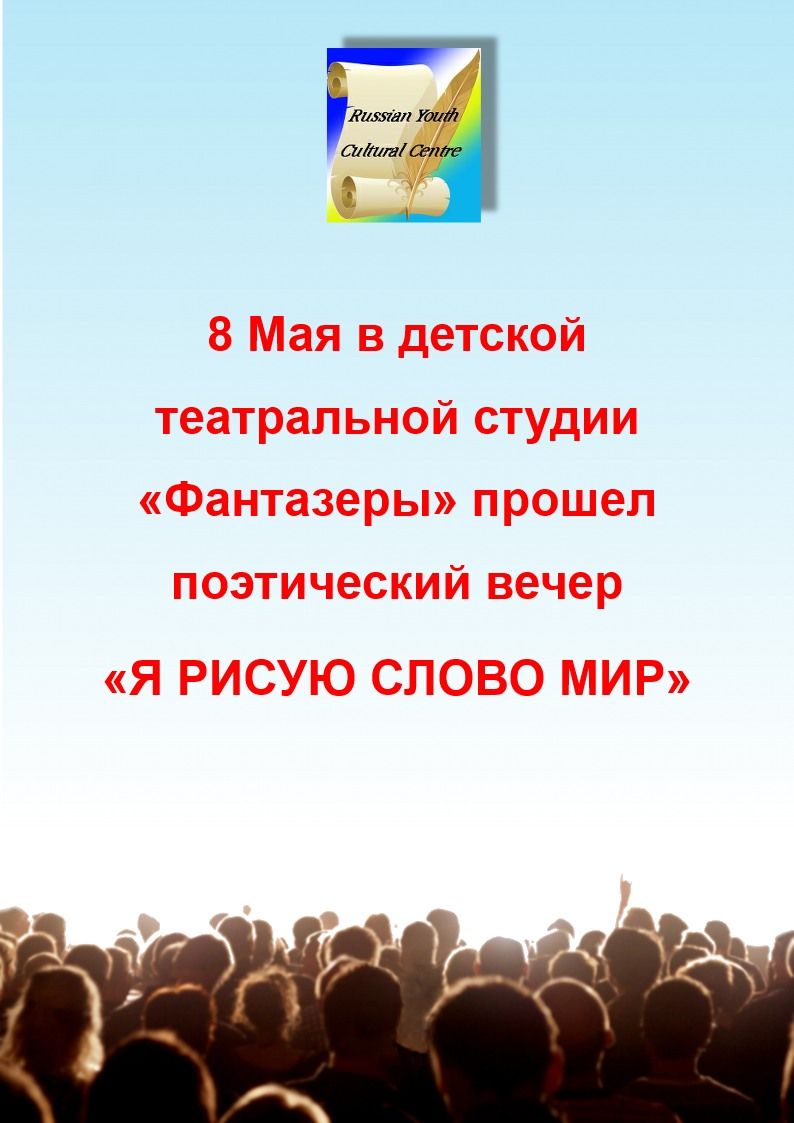 Russian Youth
Cultural Centre
8 Мая в детской
театральной студии
«Фантазеры» прошел
поэтический вечер
«Я РИСУЮ СЛОВО МИР»